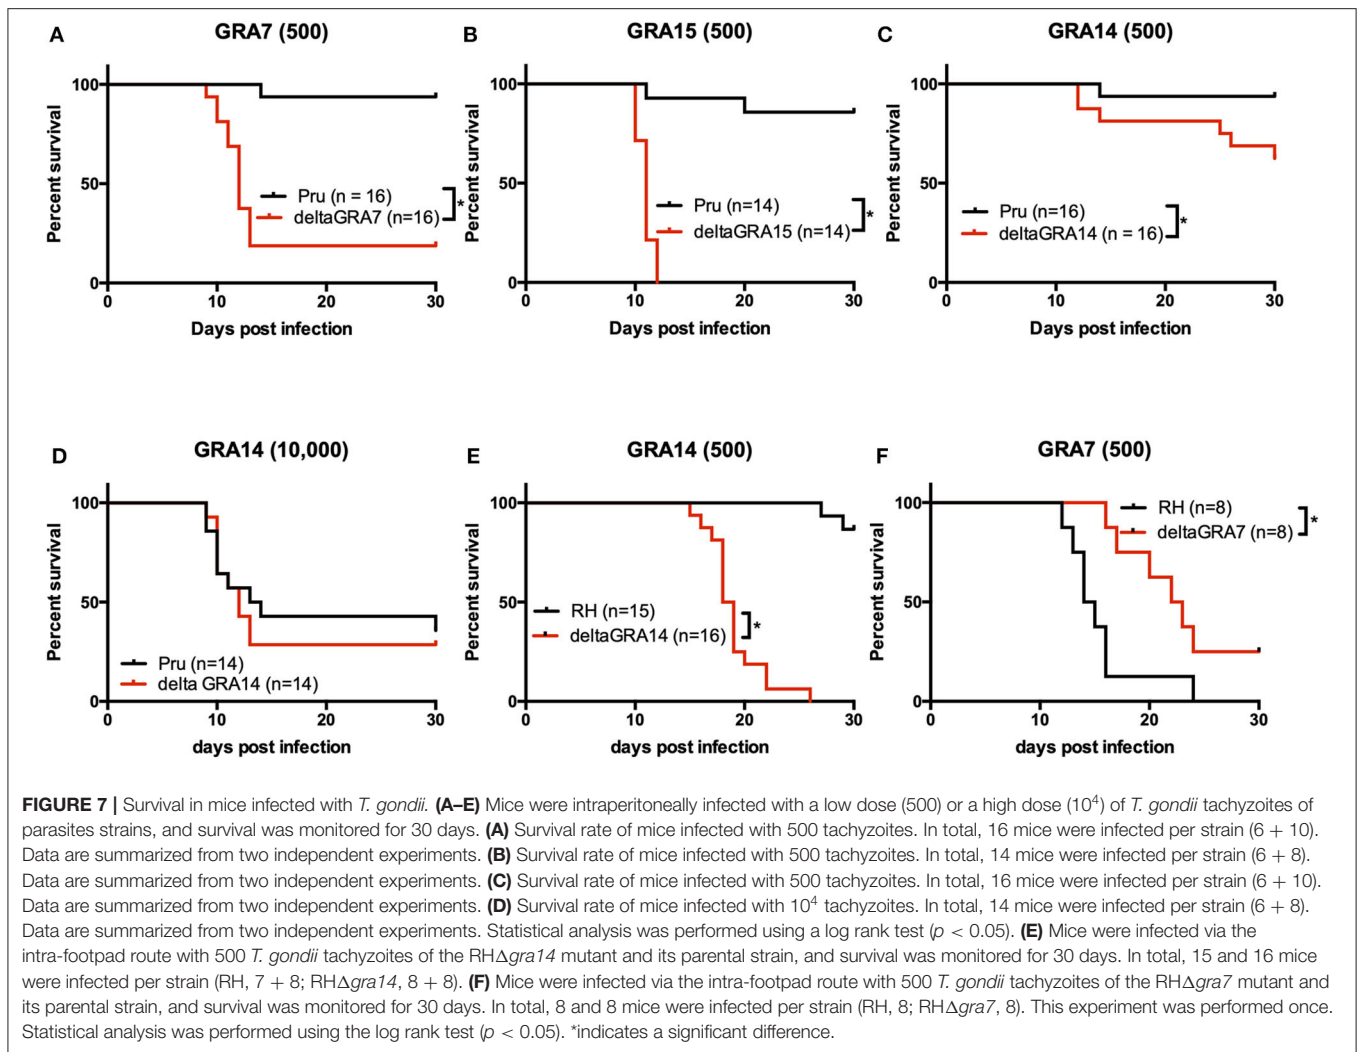 A GRA7 (500)
Percent survival
100
50
0
0 10 20 30
Days post infection
Pru (n = 16)
deltaGRA7 (n=16)
*
B GRA15 (500)
Percent survival
100
50
0
0 10 20 30
Days post infection
Pru (n=14)
deltaGRA15 (n=14)
*
C GRA14 (500)
Percent survival
100
50
0
0 10 20 30
Days post infection
Pru (n=16)
deltaGRA14 (n = 16)
*
D GRA14 (10,000)
Percent survival
100
50
0
0 10 20 30
days post infection
Pru (n=14)
delta GRA14 (n=14)
E GRA14 (500)
Percent survival
100
50
0
0 10 20 30
days post infection
RH (n=15)
deltaGRA14 (n=16)
*
F GRA7 (500)
Percent survival
100
50
0
0 10 20 30
days post infection
RH (n=8)
deltaGRA7 (n=8)
*
FIGURE 7 | Survival in mice infected with T. gondii. (A–E) Mice were intraperitoneally infected with a low dose (500) or a high dose (10⁴) of T. gondii tachyzoites of
parasites strains, and survival was monitored for 30 days. (A) Survival rate of mice infected with 500 tachyzoites. In total, 16 mice were infected per strain (6 + 10).
Data are summarized from two independent experiments. (B) Survival rate of mice infected with 500 tachyzoites. In total, 14 mice were infected per strain (6 + 8).
Data are summarized from two independent experiments. (C) Survival rate of mice infected with 500 tachyzoites. In total, 16 mice were infected per strain (6 + 10).
Data are summarized from two independent experiments. (D) Survival rate of mice infected with 10⁴ tachyzoites. In total, 14 mice were infected per strain (6 + 8).
Data are summarized from two independent experiments. Statistical analysis was performed using a log rank test (p < 0.05). (E) Mice were infected via the
intra-footpad route with 500 T. gondii tachyzoites of the RHΔgra14 mutant and its parental strain, and survival was monitored for 30 days. In total, 15 and 16 mice
were infected per strain (RH, 7 + 8; RHΔgra14, 8 + 8). (F) Mice were infected via the intra-footpad route with 500 T. gondii tachyzoites of the RHΔgra7 mutant and
its parental strain, and survival was monitored for 30 days. In total, 8 and 8 mice were infected per strain (RH, 8; RHΔgra7, 8). This experiment was performed once.
Statistical analysis was performed using the log rank test (p < 0.05). *indicates a significant difference.